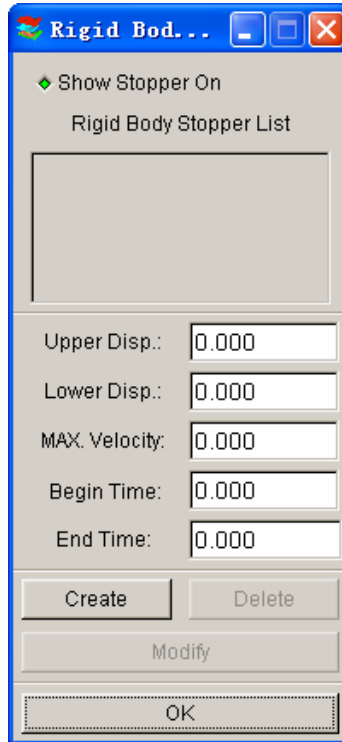 Rigid Bod...
Show Stopper On
Rigid Body Stopper List
Upper Disp.: 0.000
Lower Disp.: 0.000
MAX. Velocity: 0.000
Begin Time: 0.000
End Time: 0.000
Create Delete
Modify
OK